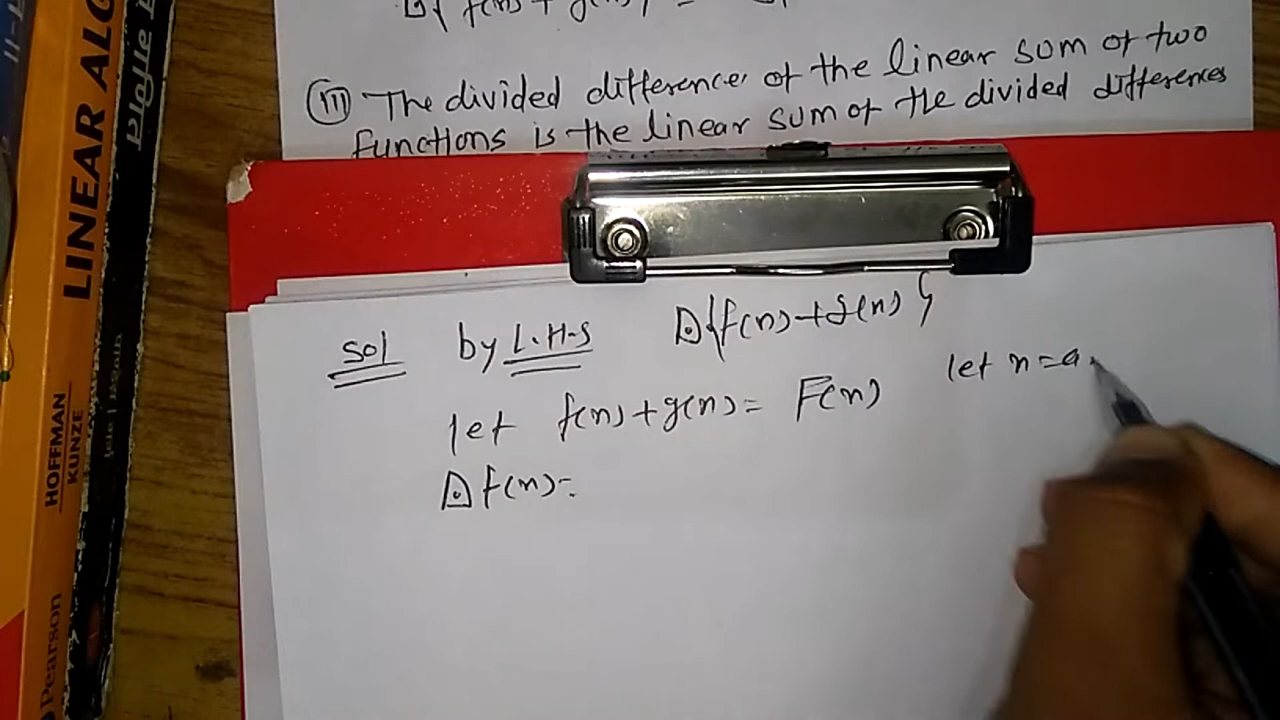 (III) The divided difference of the linear sum of two
functions is the linear sum of the divided differences
Sol by L.H.S ⍋{f(n)+g(n)}
let n=a,
let f(n)+g(n)= F(n)
⍋ f(n)=
LINEAR ALG
HOFFMAN
KUNZE
Pearson